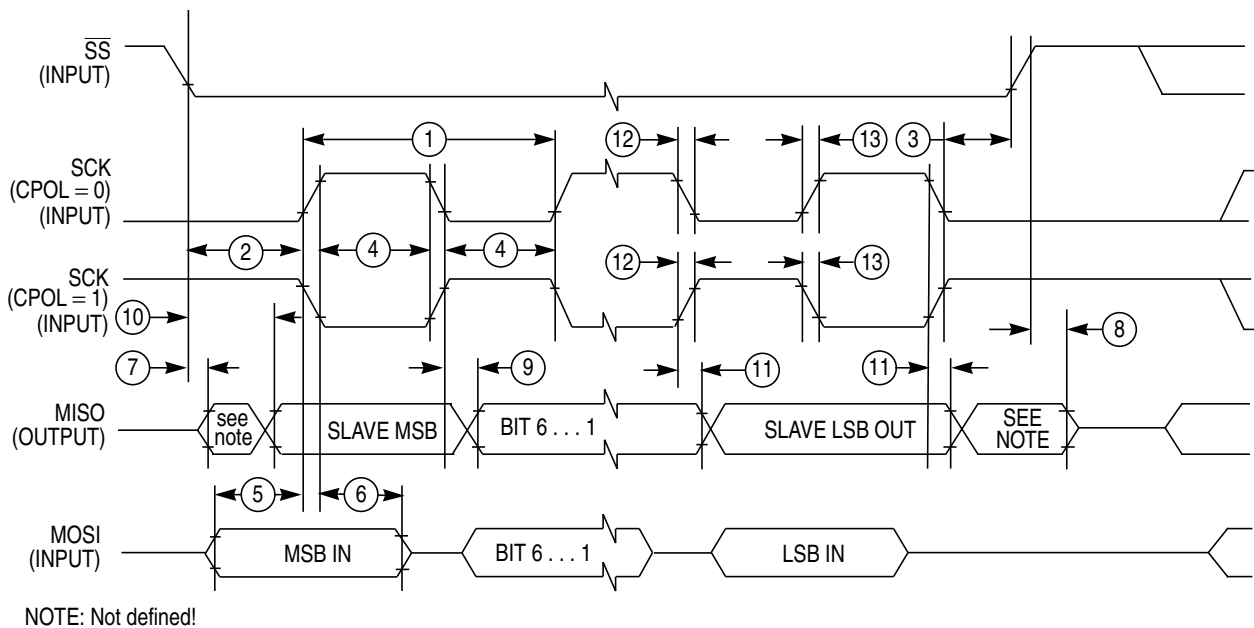 SS
(INPUT)
1
12
13
3
SCK
(CPOL = 0)
(INPUT)
2
4
4
12
13
SCK
(CPOL = 1)
(INPUT)
10
8
7
9
11
11
MISO
(OUTPUT)
see
note
SLAVE MSB
BIT 6 . . . 1
SLAVE LSB OUT
SEE
NOTE
5
6
MOSI
(INPUT)
MSB IN
BIT 6 . . . 1
LSB IN
NOTE: Not defined!